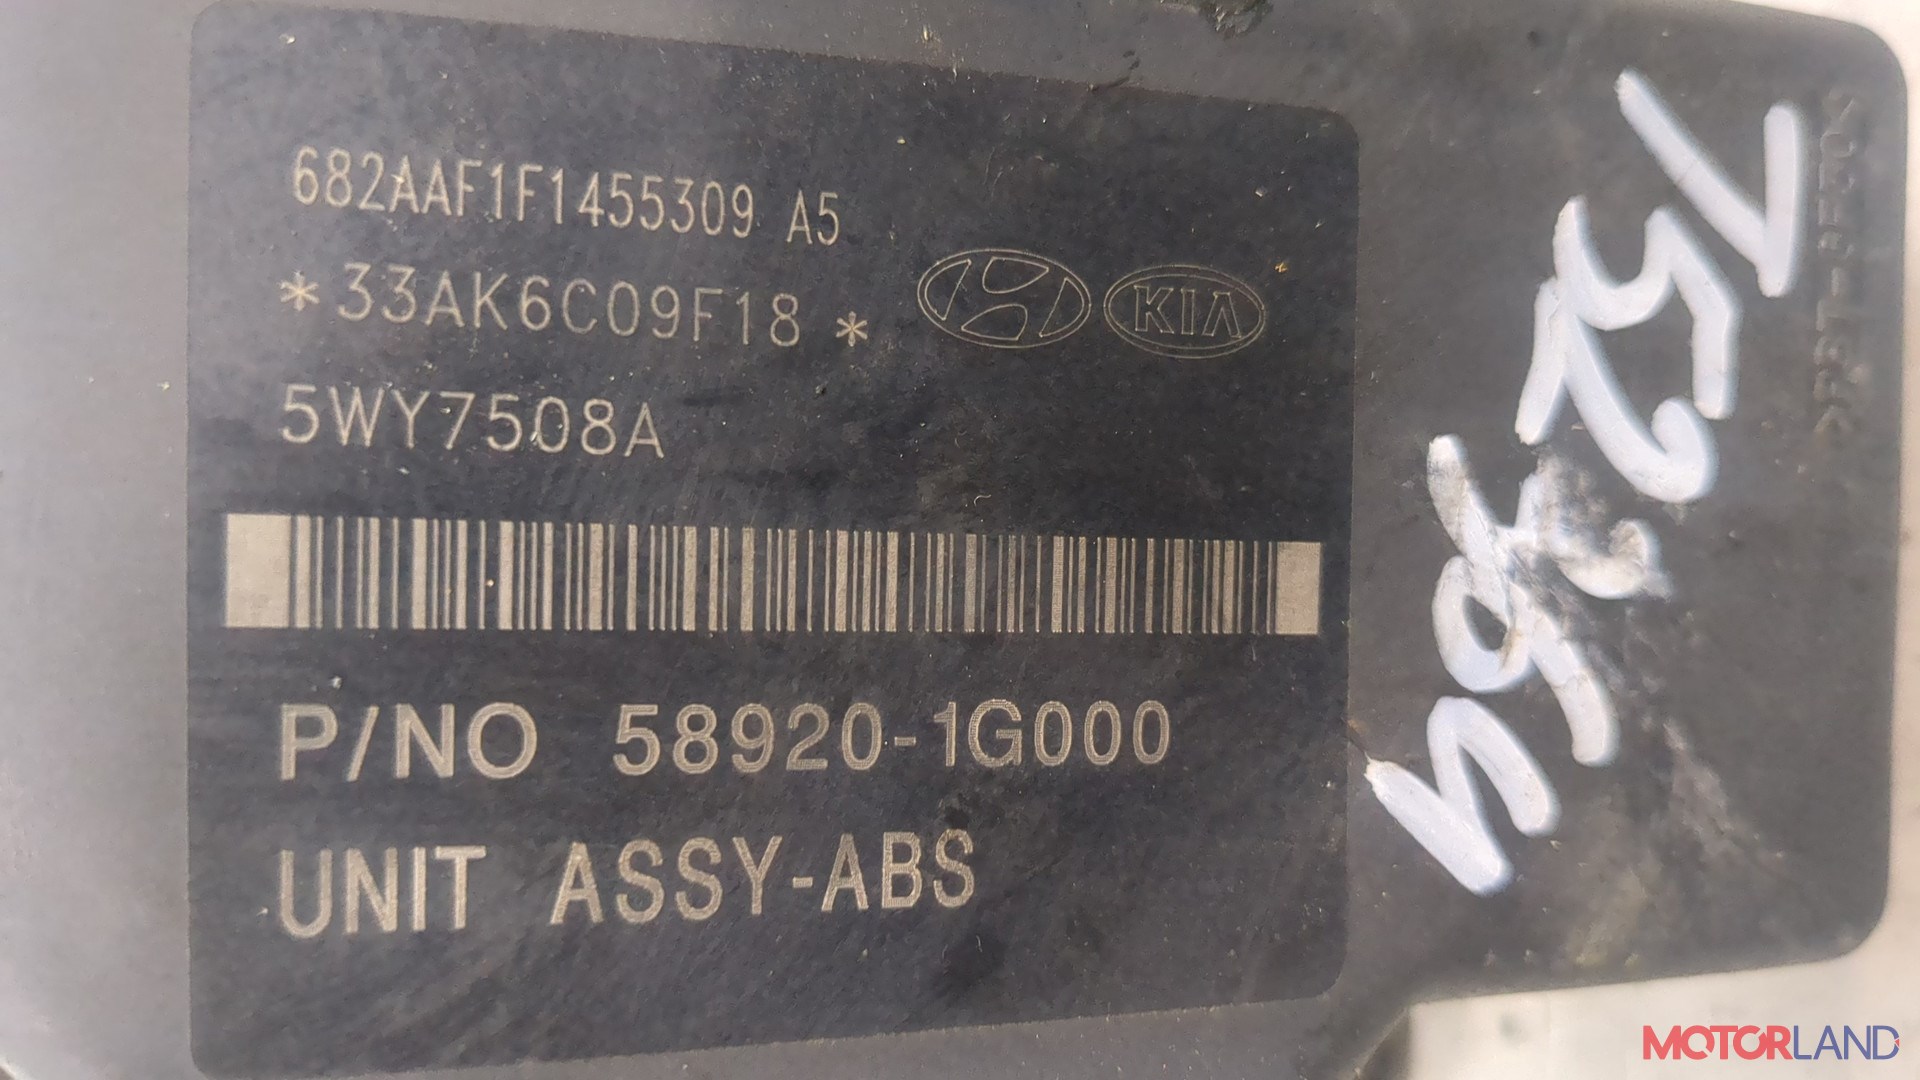 682AAF1F1455309 A5
*33AK6C09F18*
KIA
5WY7508A
P/NO 58920-1G000
UNIT ASSY-ABS
MOTORLAND